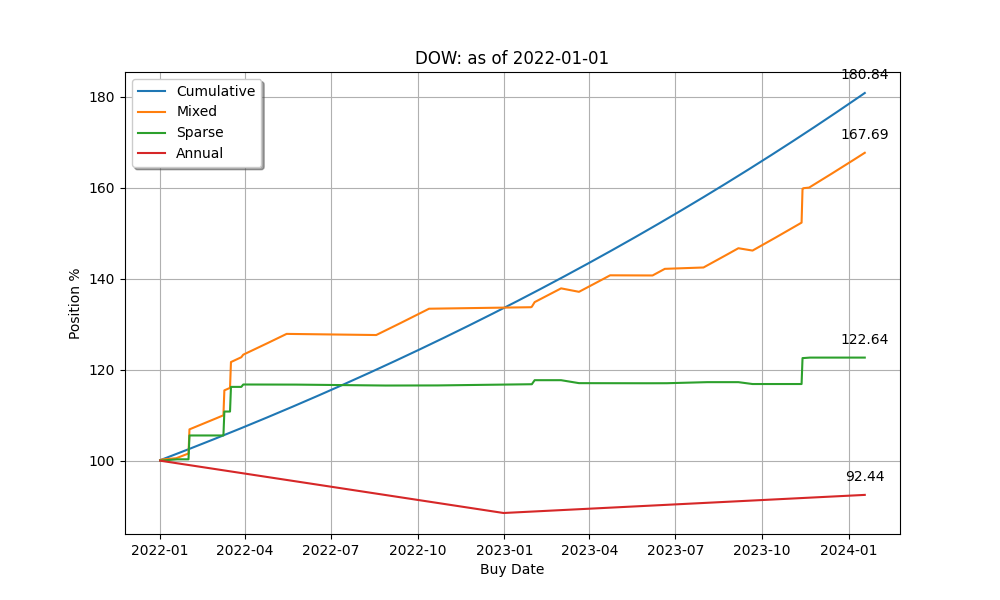 DOW: as of 2022-01-01
Cumulative
Mixed
Sparse
Annual
180.84
167.69
122.64
92.44
180
160
140
120
100
Position %
2022-01 2022-04 2022-07 2022-10 2023-01 2023-04 2023-07 2023-10 2024-01
Buy Date